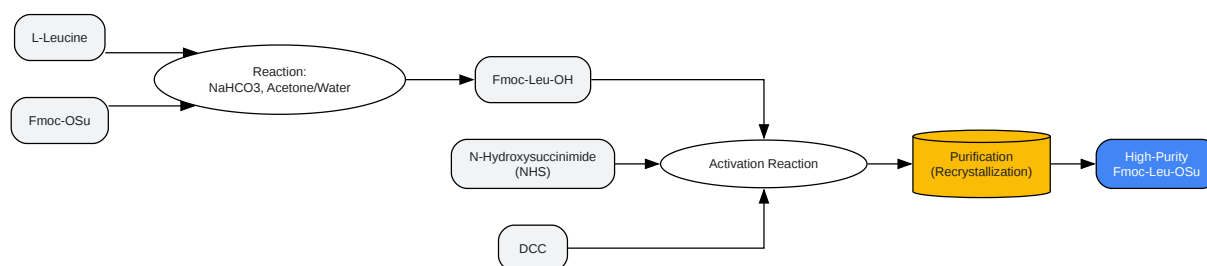 L-Leucine
Fmoc-OSu
Reaction:
NaHCO3, Acetone/Water
Fmoc-Leu-OH
N-Hydroxysuccinimide
(NHS)
DCC
Activation Reaction
Purification
(Recrystallization)
High-Purity
Fmoc-Leu-OSu